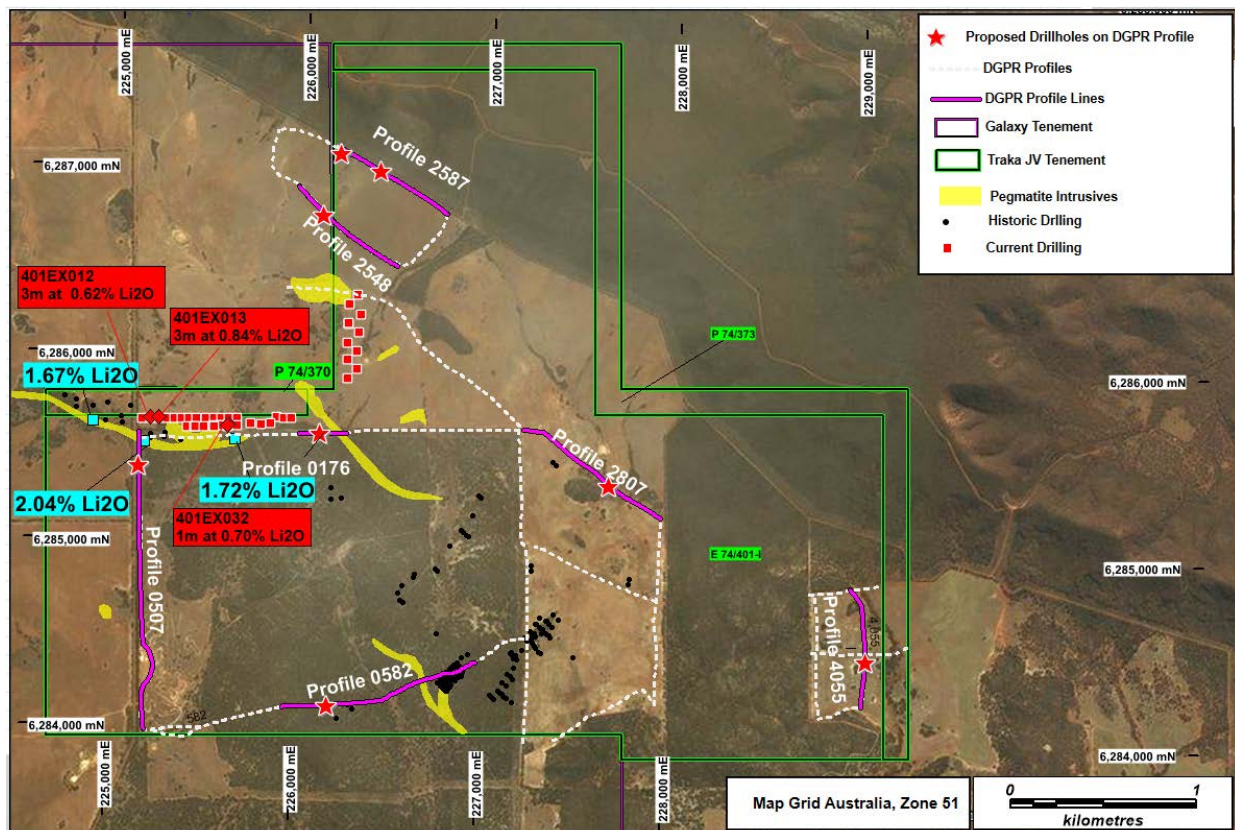 Proposed Drillholes on DGPR Profile
DGPR Profiles
DGPR Profile Lines
Galaxy Tenement
Traka JV Tenement
Pegmatite Intrusives
Historic Drlling
Current Drilling
225,000 mE
226,000 mE
227,000 mE
228,000 mE
229,000 mE
6,287,000 mN
Profile 2587
Profile 2548
401EX012
3m at 0.62% Li2O
401EX013
3m at 0.84% Li2O
6,286,000 mN
1.67% Li2O
P 74/370
P 74/373
6,286,000 mN
Profile 0176
Profile 2807
2.04% Li2O
1.72% Li2O
401EX032
1m at 0.70% Li2O
6,285,000 mN
Profile 0507
E 74/401-I
6,285,000 mN
Profile 4055
4,055
Profile 0582
582
6,284,000 mN
6,284,000 mN
225,000 mE
226,000 mE
227,000 mE
228,000 mE
Map Grid Australia, Zone 51
0
1
kilometres